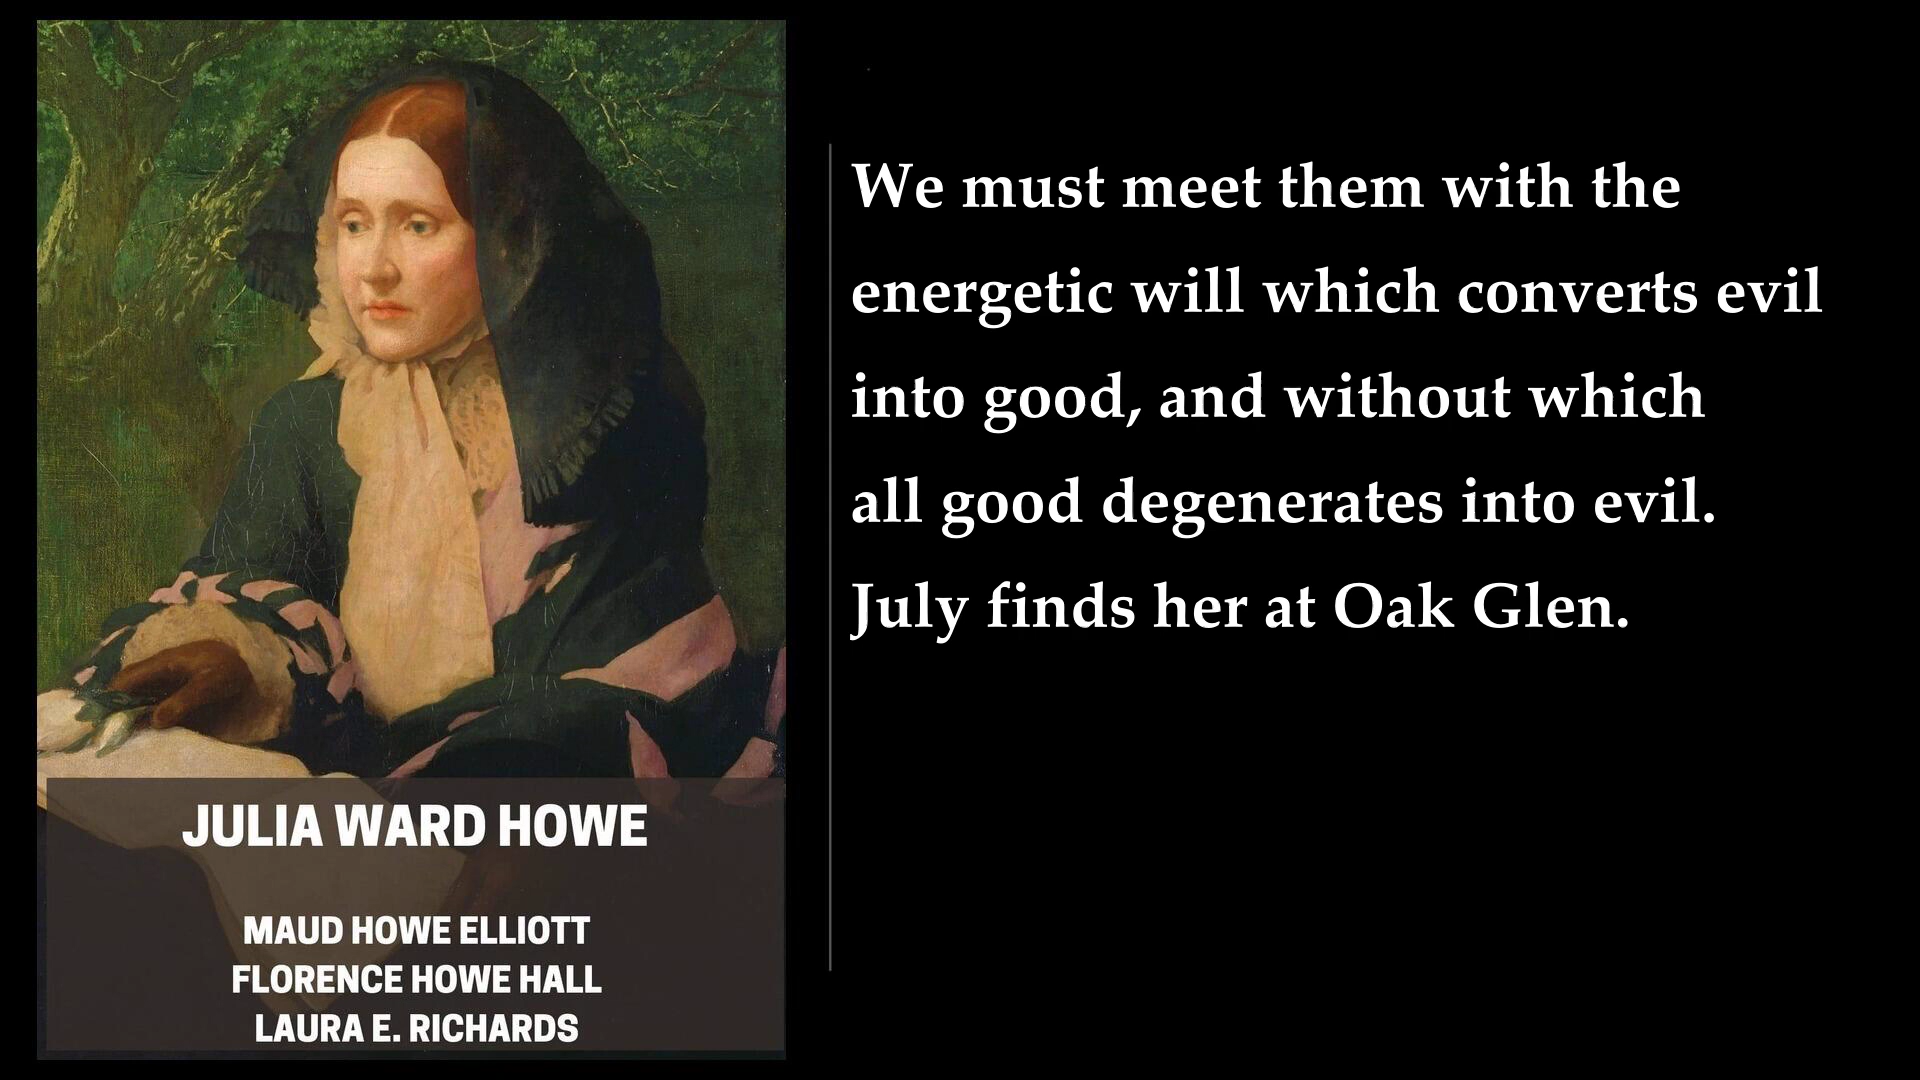 JULIA WARD HOWE
MAUD HOWE ELLIOTT
FLORENCE HOWE HALL
LAURA E. RICHARDS
We must meet them with the
energetic will which converts evil
into good, and without which
all good degenerates into evil.
July finds her at Oak Glen.